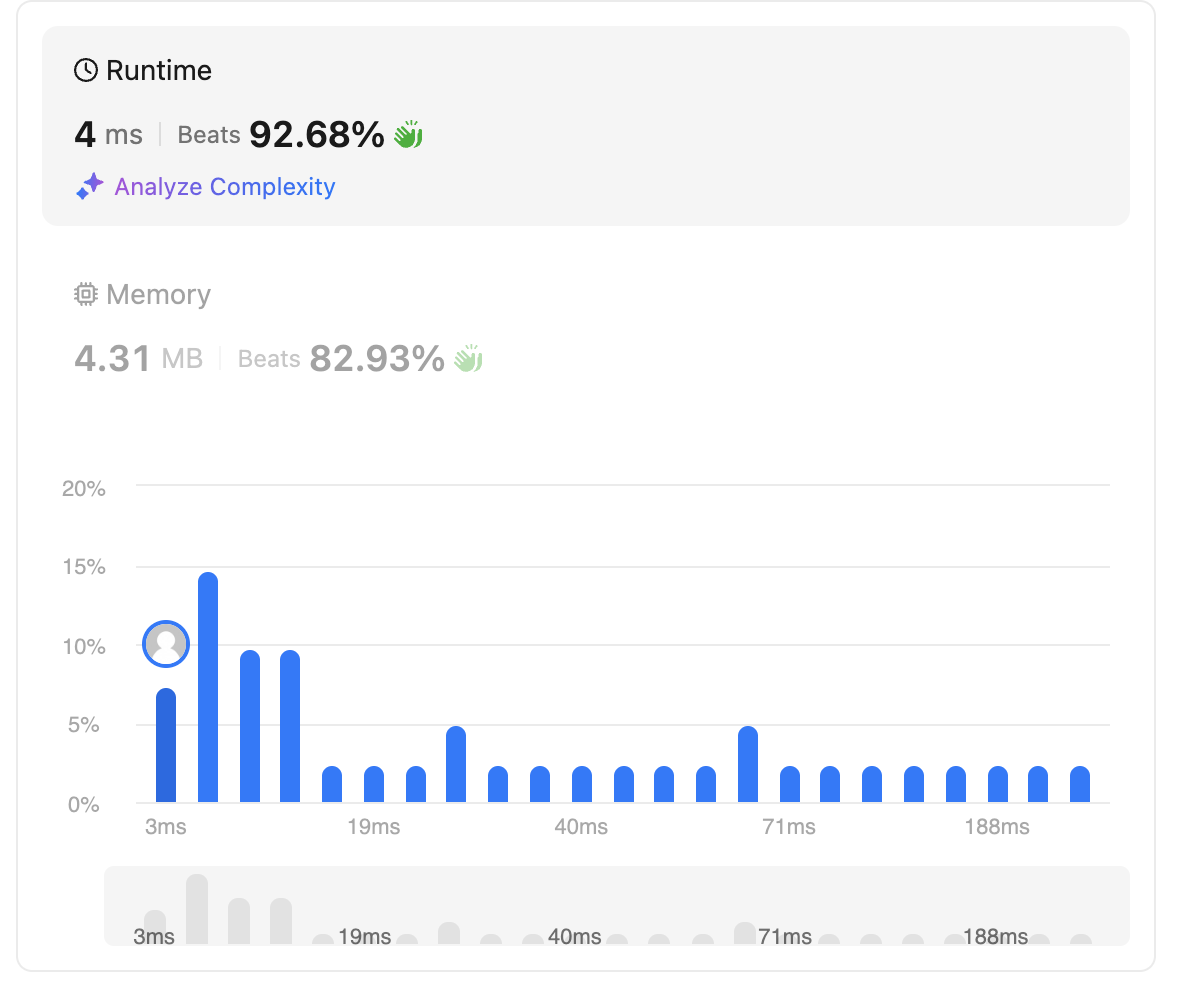 Runtime
4 ms | Beats 92.68%
Analyze Complexity
Memory
4.31 MB | Beats 82.93%
20%
15%
10%
5%
0%
3ms 19ms 40ms 71ms 188ms
3ms 19ms 40ms 71ms 188ms